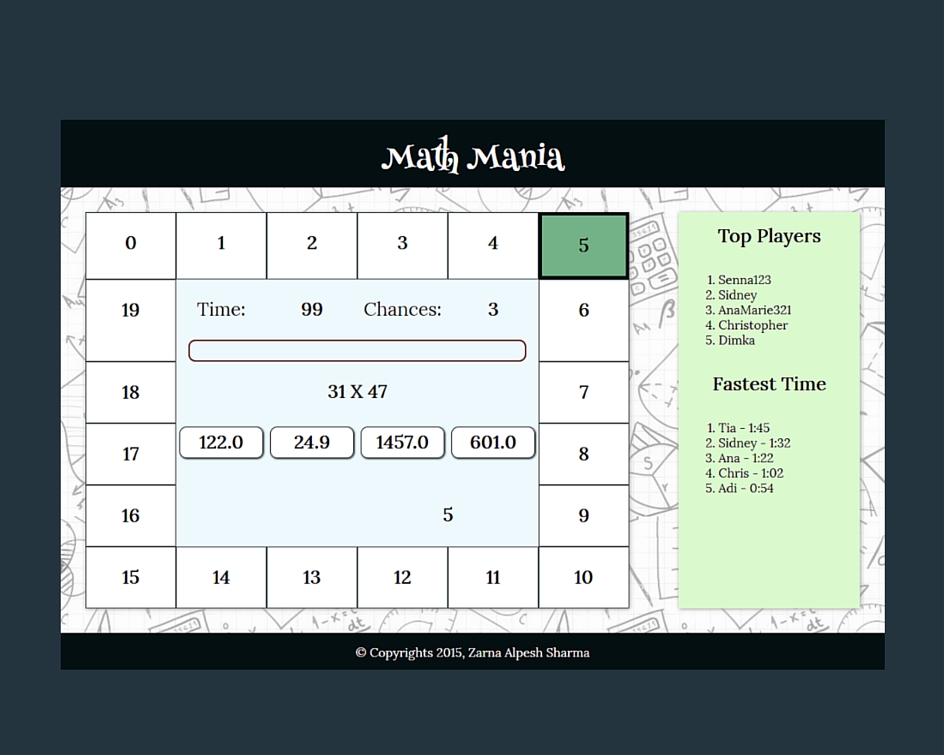 Math Mania
0 1 2 3 4 5
19 Time: 99 Chances: 3 6
18 31 X 47 7
122.0 24.9 1457.0 601.0
17 8
16 5 9
15 14 13 12 11 10
Top Players
1. Senna123
2. Sidney
3. AnaMarie321
4. Christopher
5. Dimka
Fastest Time
1. Tia - 1:45
2. Sidney - 1:32
3. Ana - 1:22
4. Chris - 1:02
5. Adi - 0:54
© Copyrights 2015, Zarna Alpesh Sharma